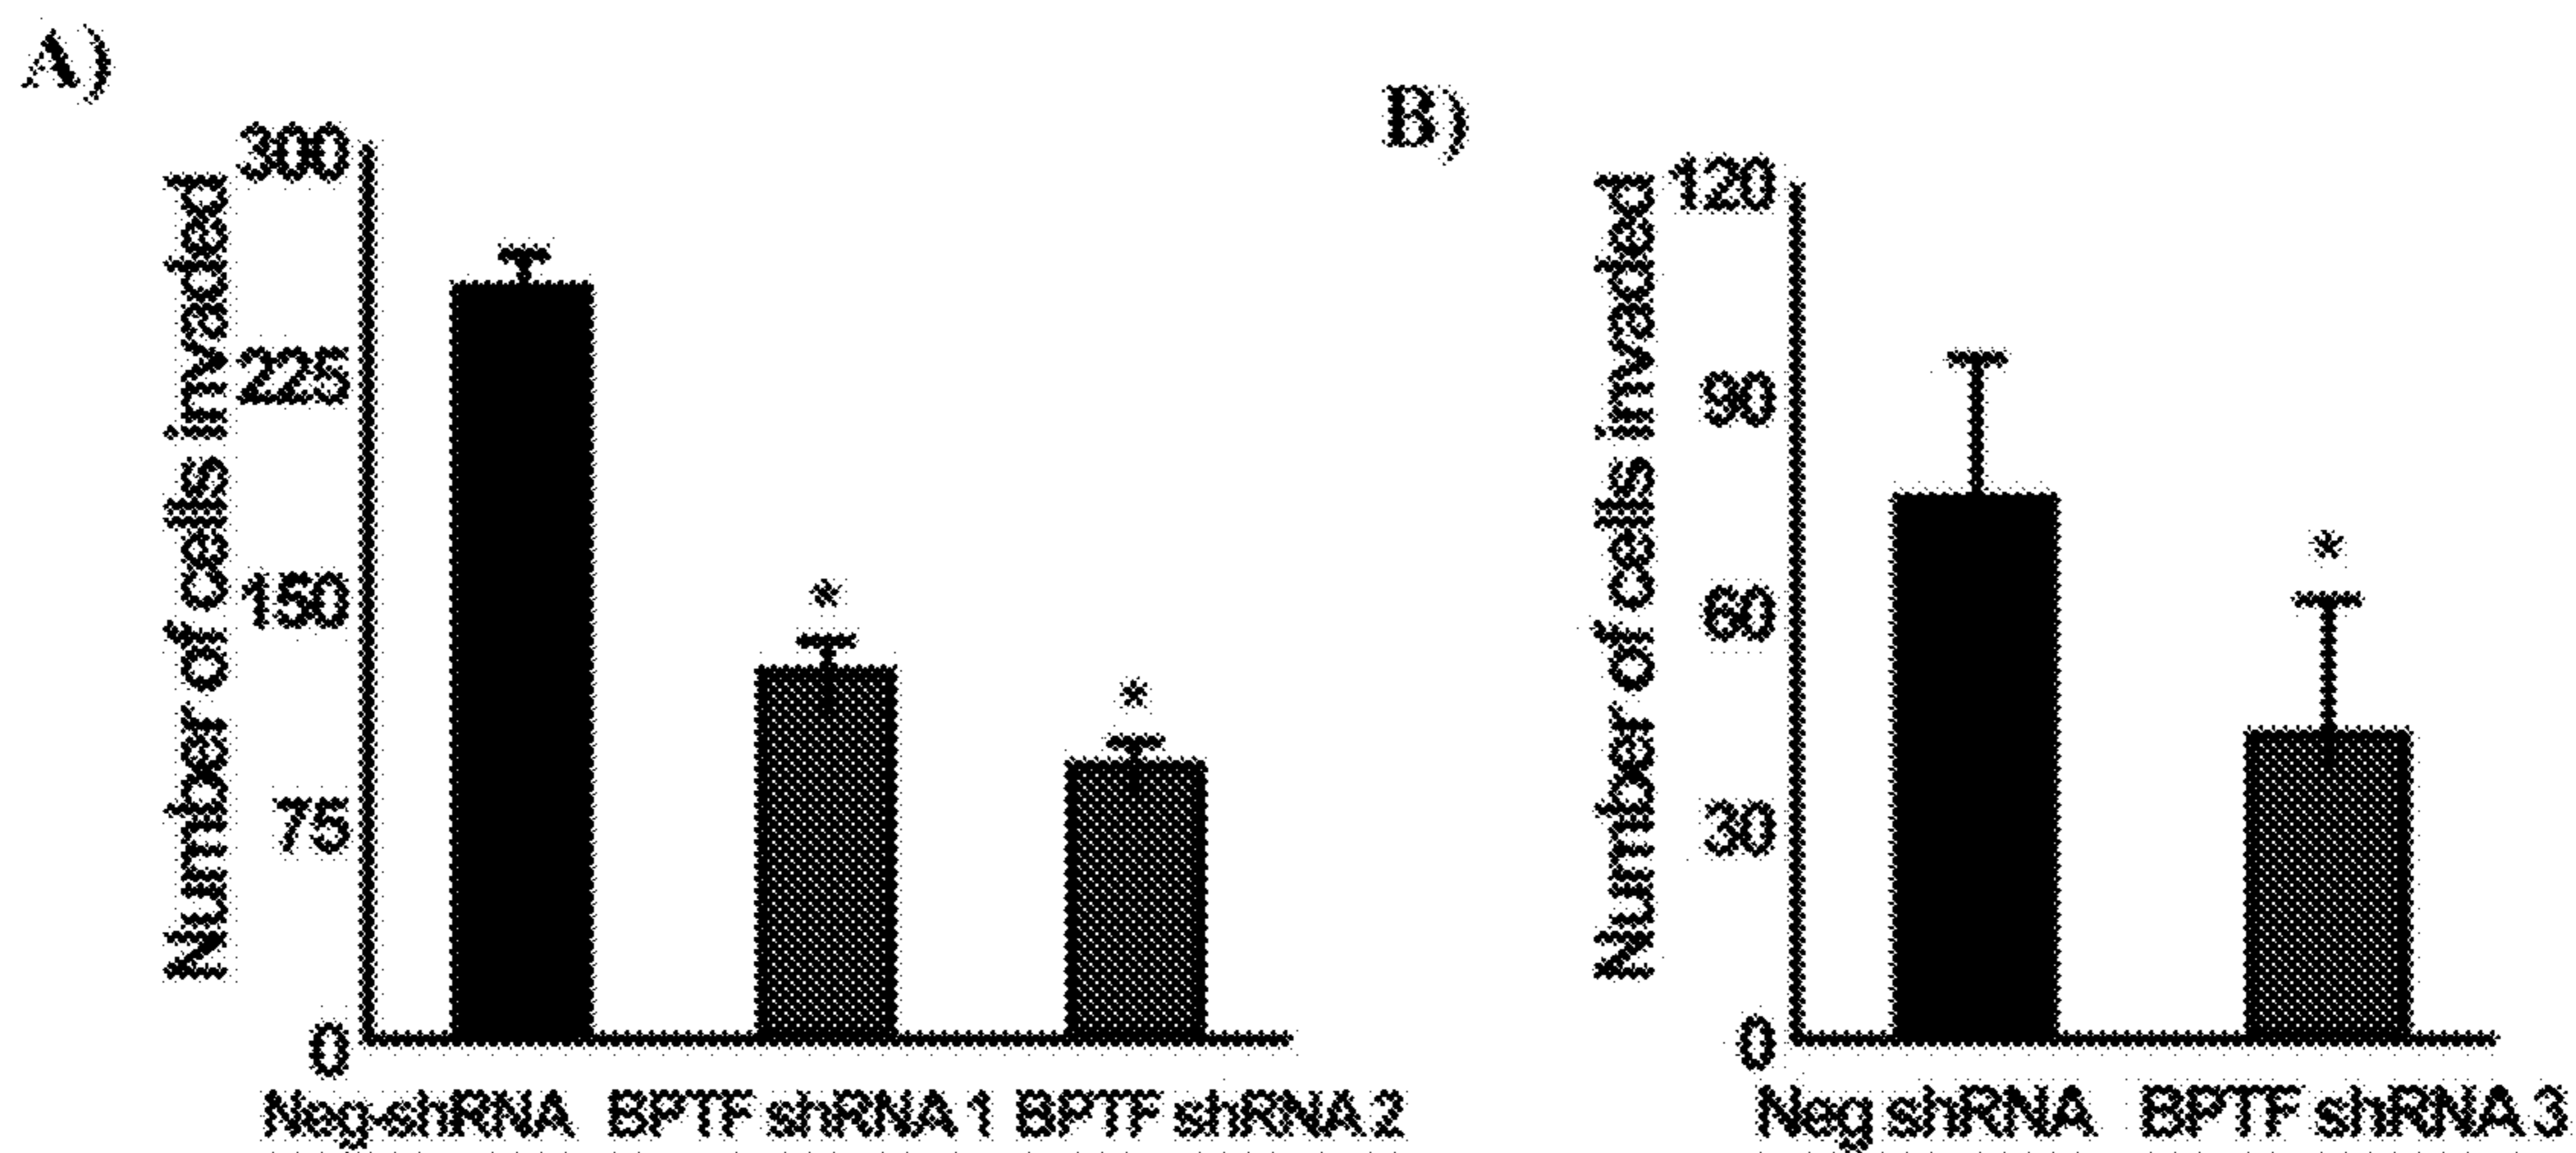 A)
Number of cells invaded
300
225
150
75
0
Neg-shRNA BPTF shRNA 1 BPTF shRNA 2
*
*
B)
Number of cells invaded
120
90
60
30
0
Neg shRNA BPTF shRNA 3
*